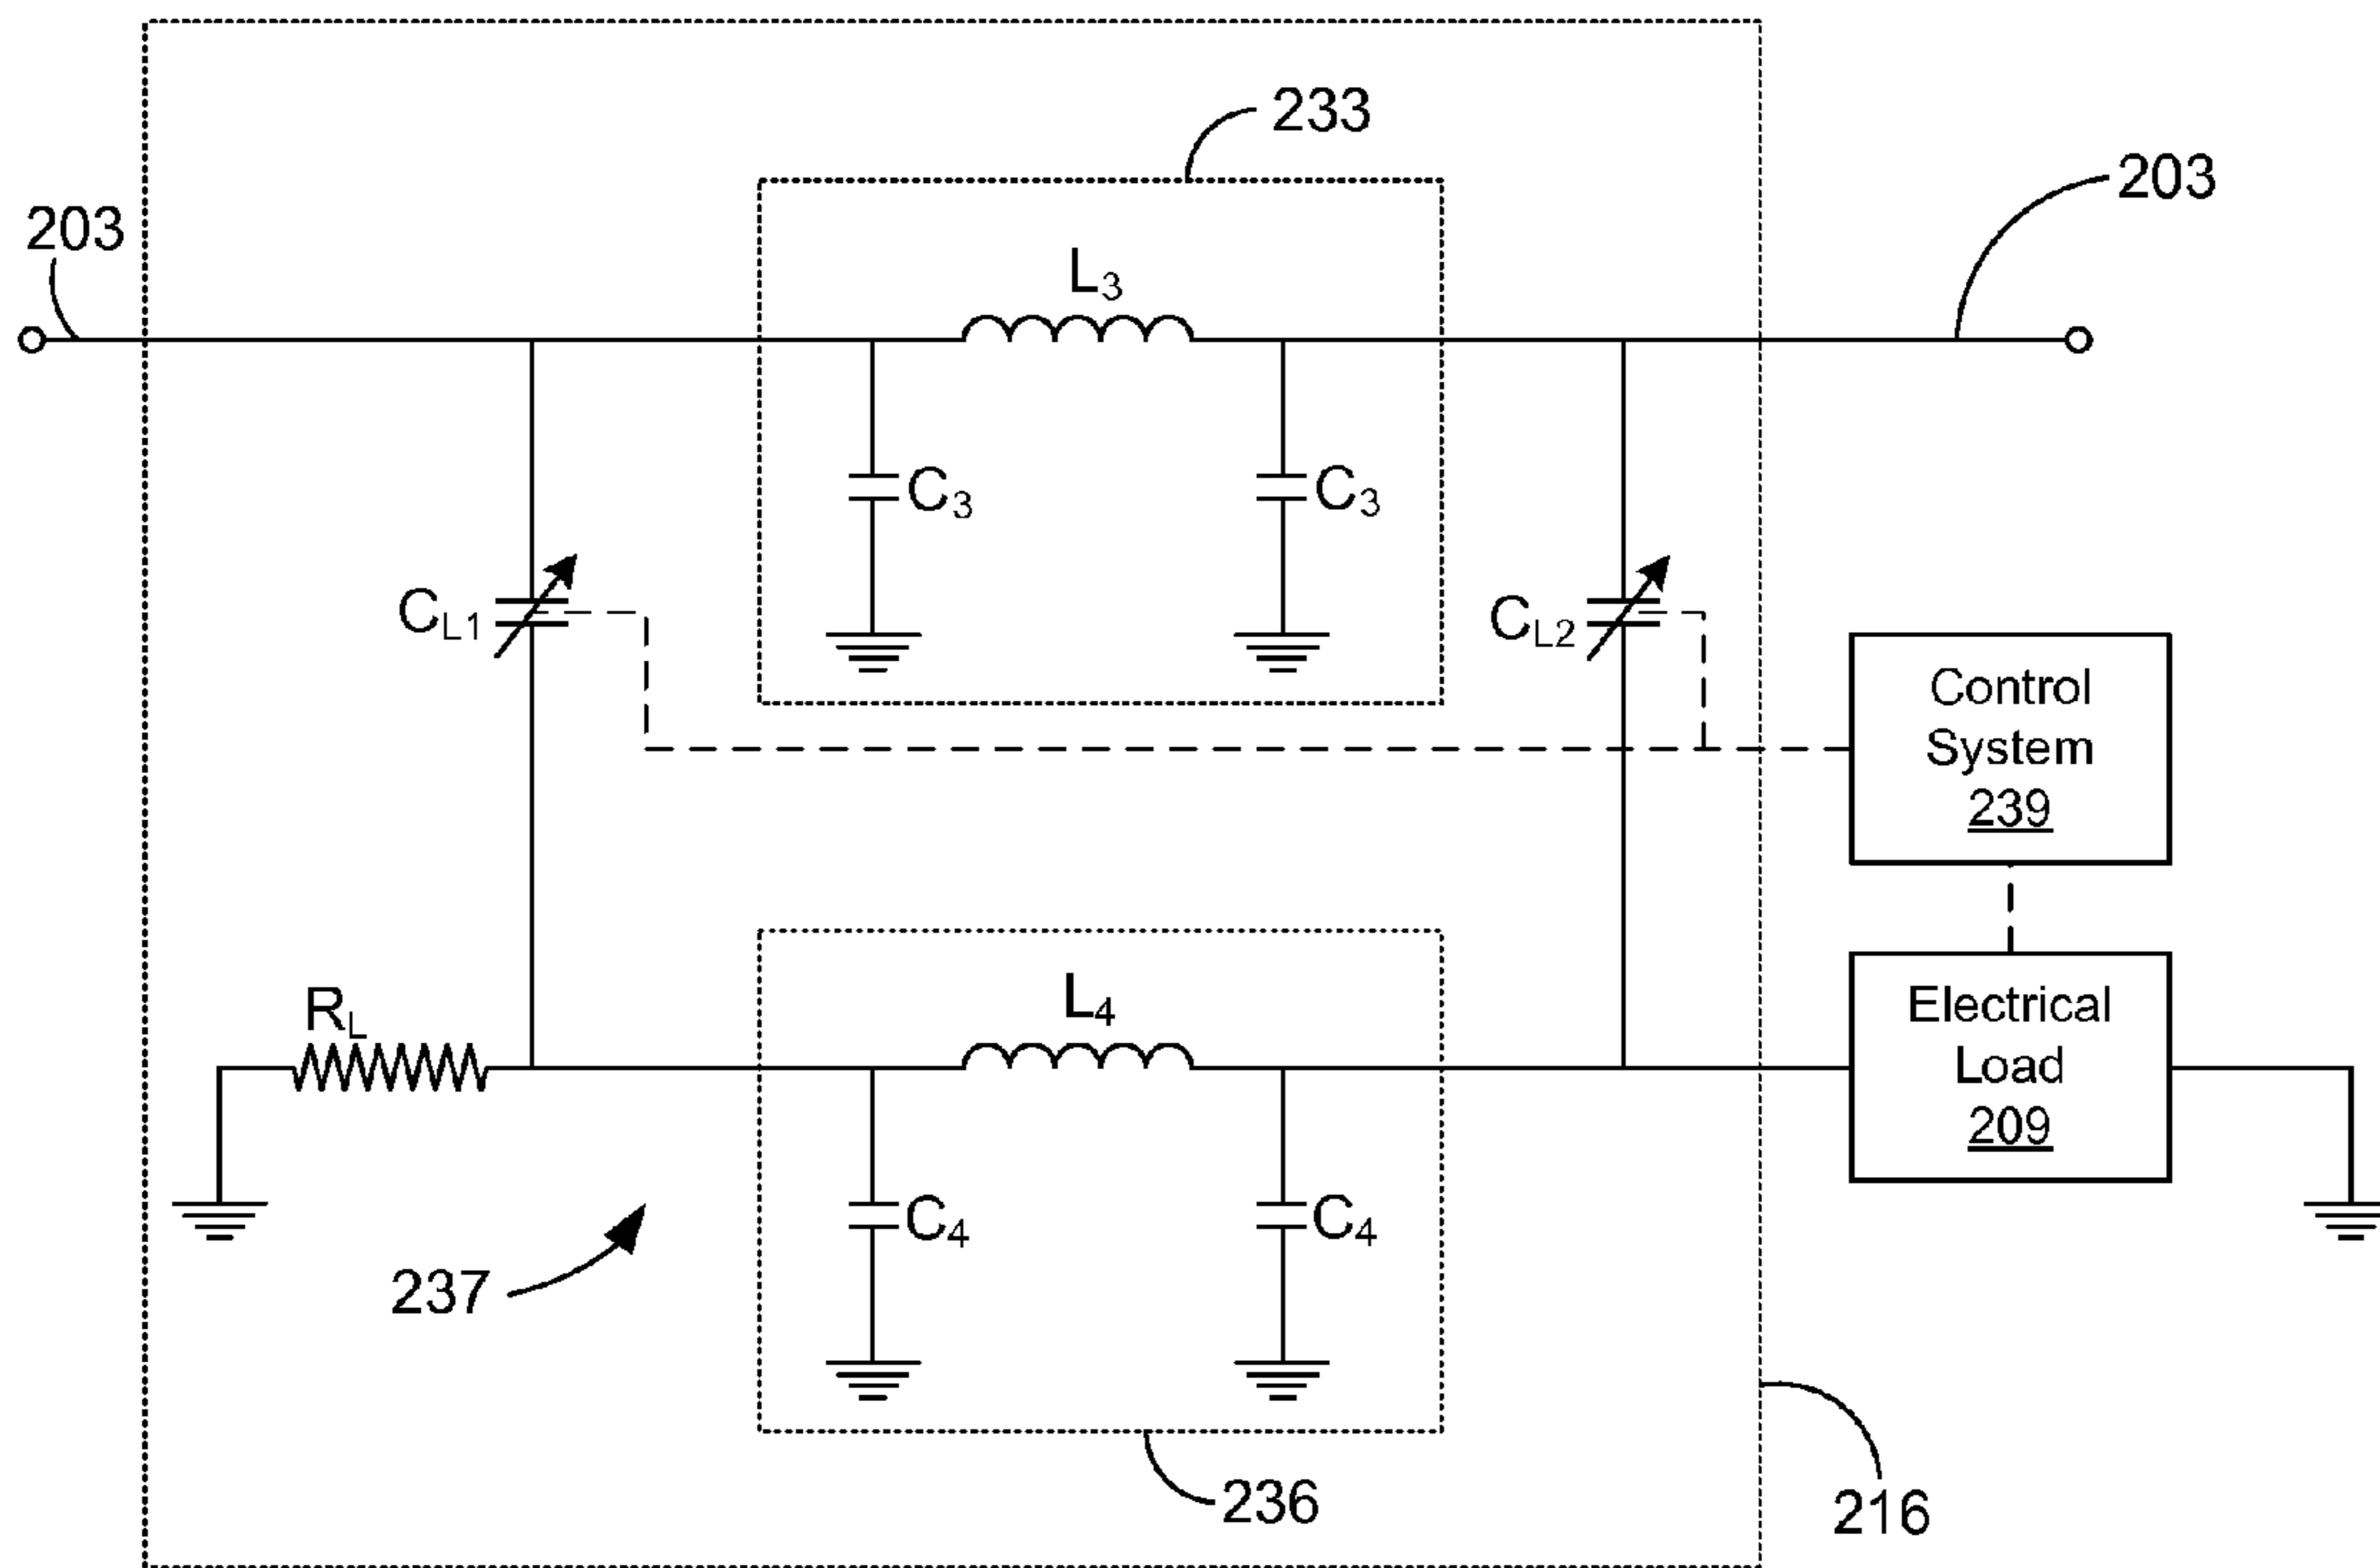 233
203
203
L3
C3
C3
CL1
CL2
Control
System
239
RL
L4
Electrical
Load
209
C4
C4
237
236
216